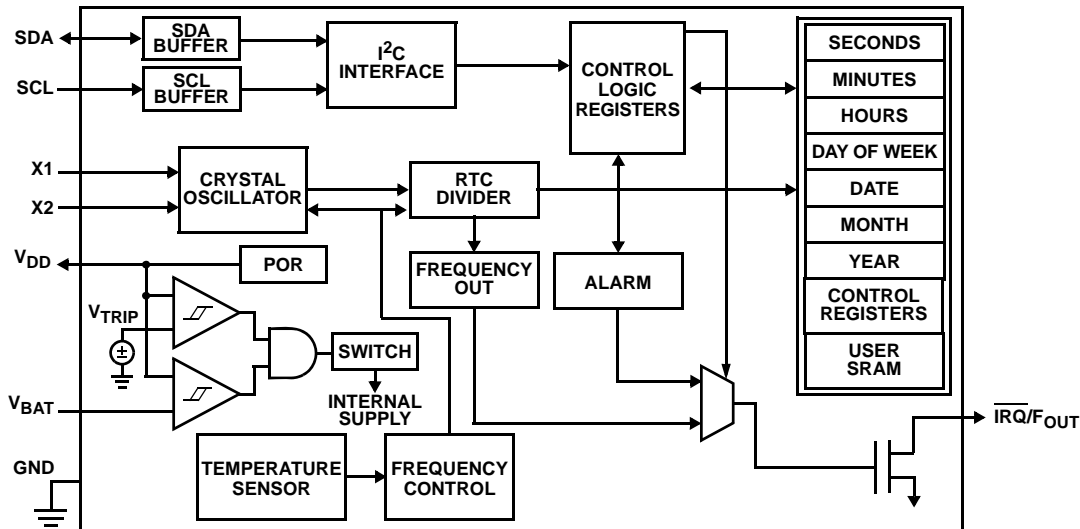 SDA
SDA
BUFFER
SCL
SCL
BUFFER
I²C
INTERFACE
CONTROL
LOGIC
REGISTERS
SECONDS
MINUTES
HOURS
DAY OF WEEK
DATE
MONTH
YEAR
CONTROL
REGISTERS
USER
SRAM
X1
X2
CRYSTAL
OSCILLATOR
RTC
DIVIDER
VDD
POR
FREQUENCY
OUT
ALARM
VTRIP
±
SWITCH
INTERNAL
SUPPLY
VBAT
GND
TEMPERATURE
SENSOR
FREQUENCY
CONTROL
I̅R̅Q̅/FOUT